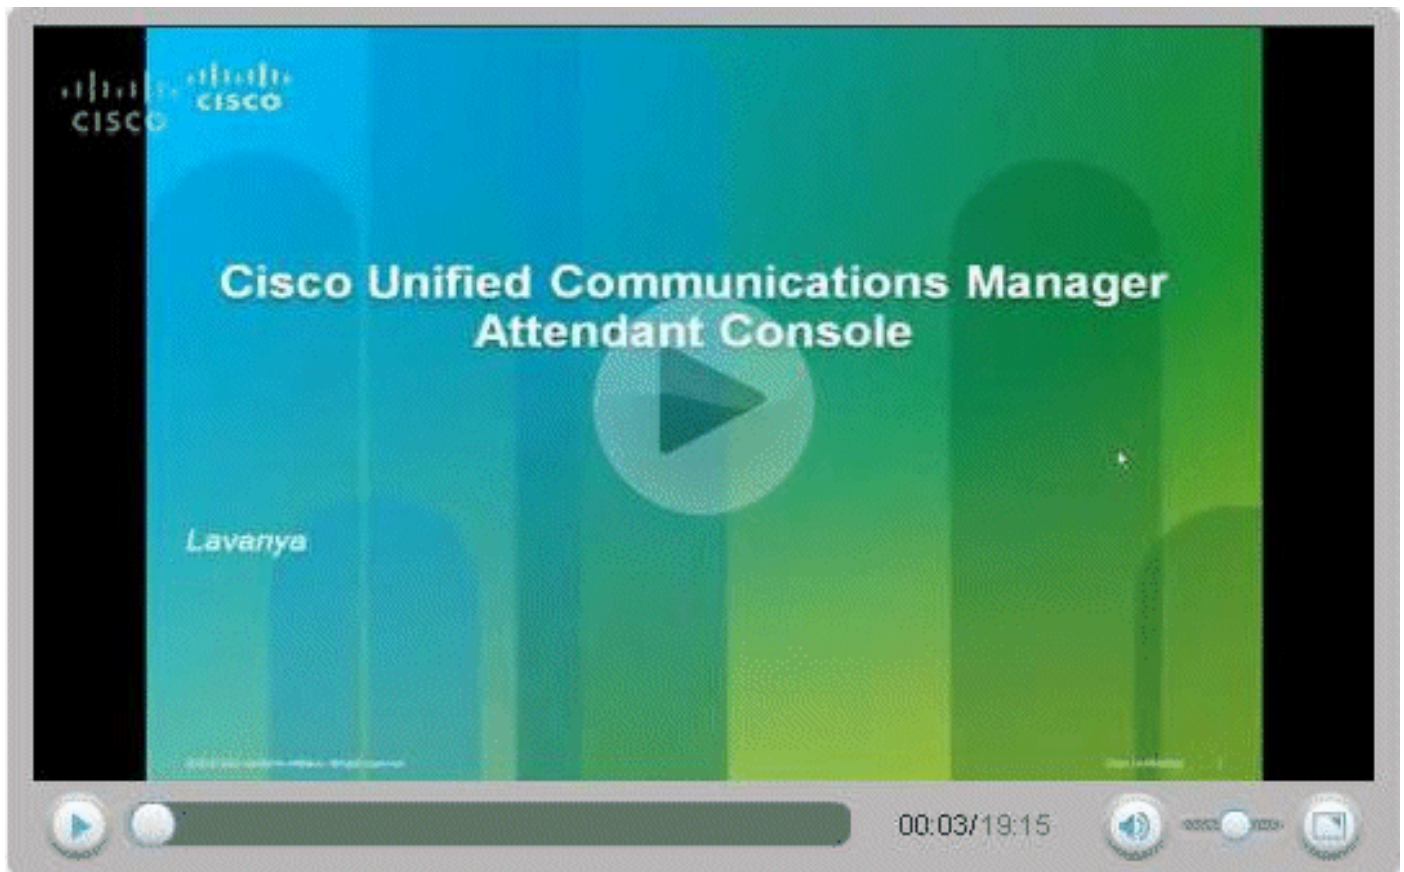 CISCO
CISCO
Cisco Unified Communications Manager
Attendant Console
Lavanya
00:03/19:15